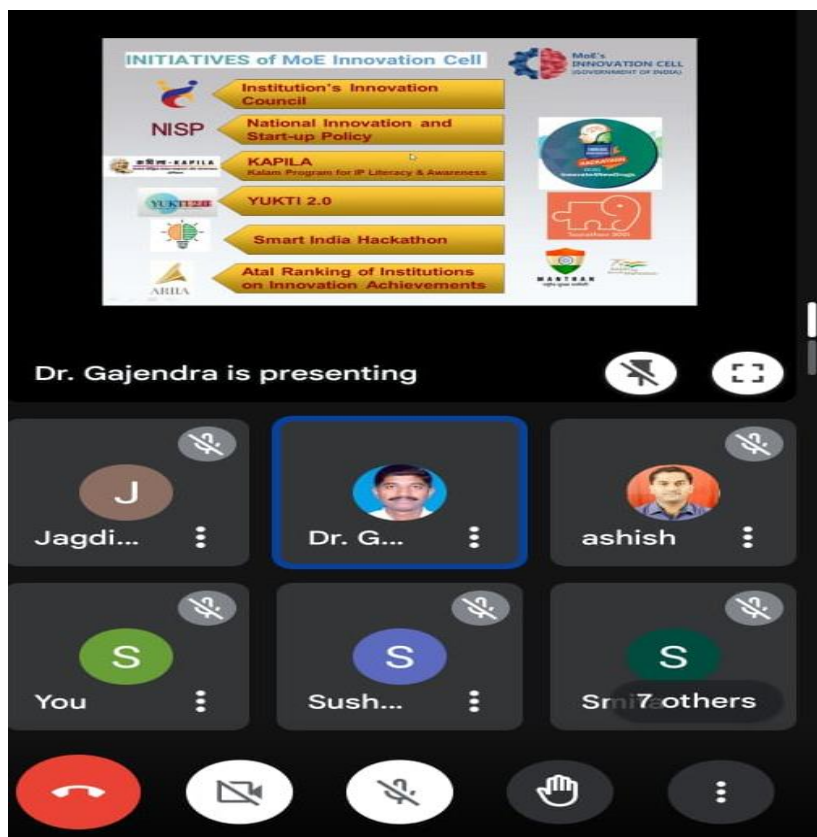 INITIATIVES of MoE Innovation Cell
MoE's
INNOVATION CELL
(GOVERNMENT OF INDIA)
Institution's Innovation
Council
NISP
National Innovation and
Start-up Policy
KAPILA
KAPILA
Kalam Program for IP Literacy & Awareness
YUKTI 2.0
YUKTI 2.0
Smart India Hackathon
ARIIA
Atal Ranking of Institutions
on Innovation Achievements
HACKATHON
MANTHAN
Dr. Gajendra is presenting
J
Jagdi...
Dr. G...
ashish
S
You
S
Sush...
S
7 others